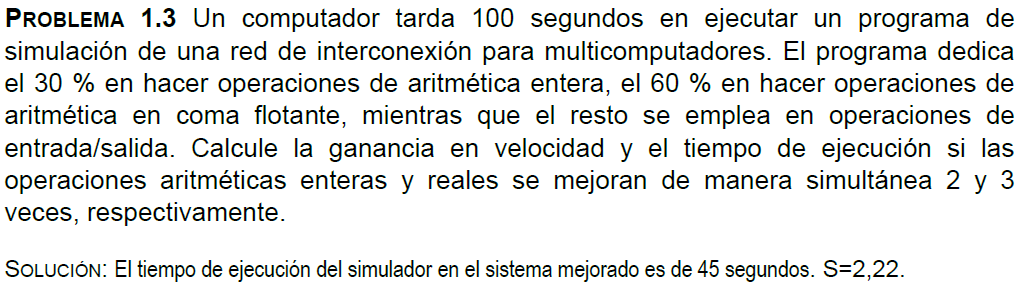 PROBLEMA 1.3 Un computador tarda 100 segundos en ejecutar un programa de
simulación de una red de interconexión para multicomputadores. El programa dedica
el 30 % en hacer operaciones de aritmética entera, el 60 % en hacer operaciones de
aritmética en coma flotante, mientras que el resto se emplea en operaciones de
entrada/salida. Calcule la ganancia en velocidad y el tiempo de ejecución si las
operaciones aritméticas enteras y reales se mejoran de manera simultánea 2 y 3
veces, respectivamente.
SOLUCIÓN: El tiempo de ejecución del simulador en el sistema mejorado es de 45 segundos. S=2,22.